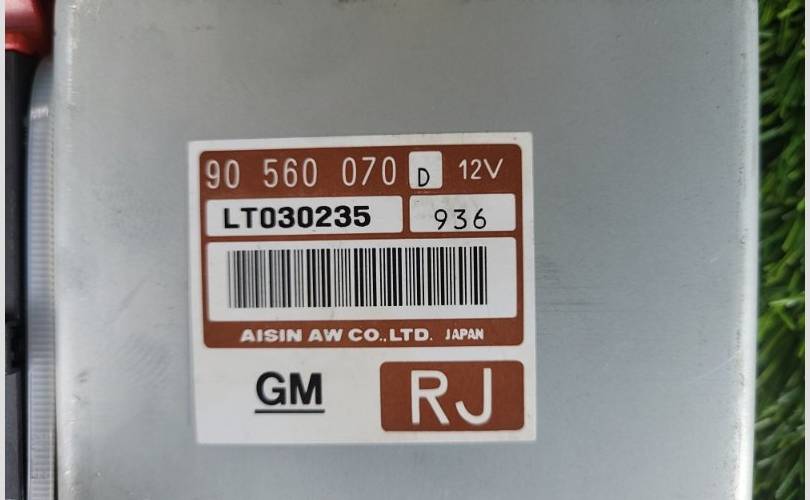 90 560 070 D 12V
LT030235 936
AISIN AW CO.,LTD. JAPAN
GM RJ